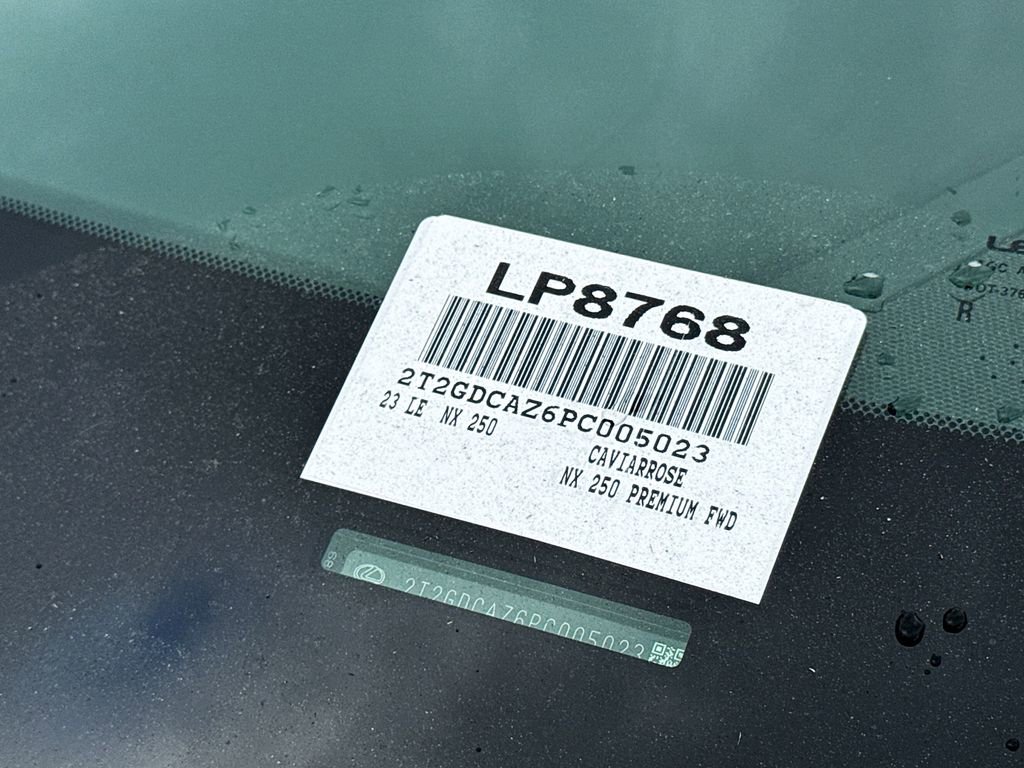 LP8768
2T2GDCAZ6PC005023
23 LE NX 250
CAVIARROSE
NX 250 PREMIUM FWD
2T2GDCAZ6PC005023
R